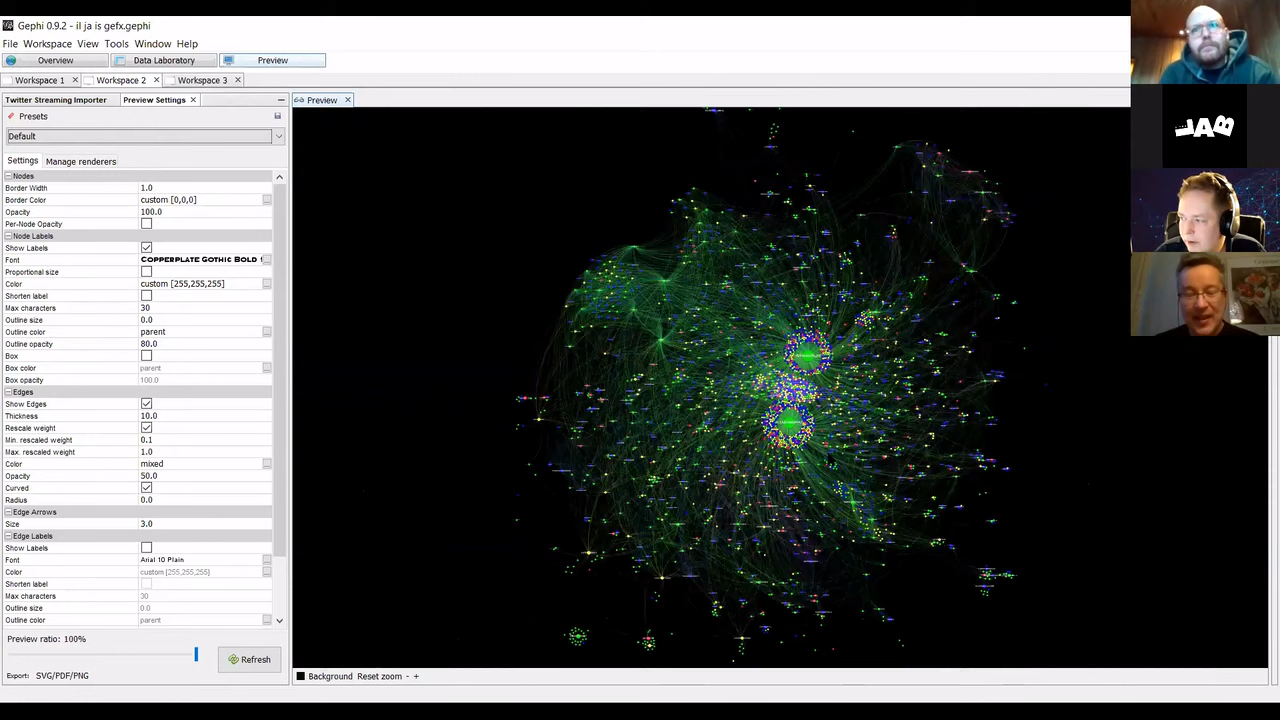 Gephi 0.9.2 - il ja is gefx.gephi
File Workspace View Tools Window Help
Overview Data Laboratory Preview
Workspace 1 Workspace 2 Workspace 3
Twitter Streaming Importer Preview Settings
Preview
Presets
Default
Settings Manage renderers
Nodes
Border Width 1.0
Border Color custom [0,0,0]
Opacity 100.0
Per-Node Opacity
Node Labels
Show Labels
Font Copperplate Gothic Bold
Proportional size
Color custom [255,255,255]
Shorten label
Max characters 30
Outline size 0.0
Outline color parent
Outline opacity 80.0
Box
Box color parent
Box opacity 100.0
Edges
Show Edges
Thickness 10.0
Rescale weight
Min. rescaled weight 0.1
Max. rescaled weight 1.0
Color mixed
Opacity 50.0
Curved
Radius 0.0
Edge Arrows
Size 3.0
Edge Labels
Show Labels
Font Arial 10 Plain
Color custom [255,255,255]
Shorten label
Max characters 30
Outline size 0.0
Outline color parent
Preview ratio: 100%
Refresh
Export: SVG/PDF/PNG
Background Reset zoom - +